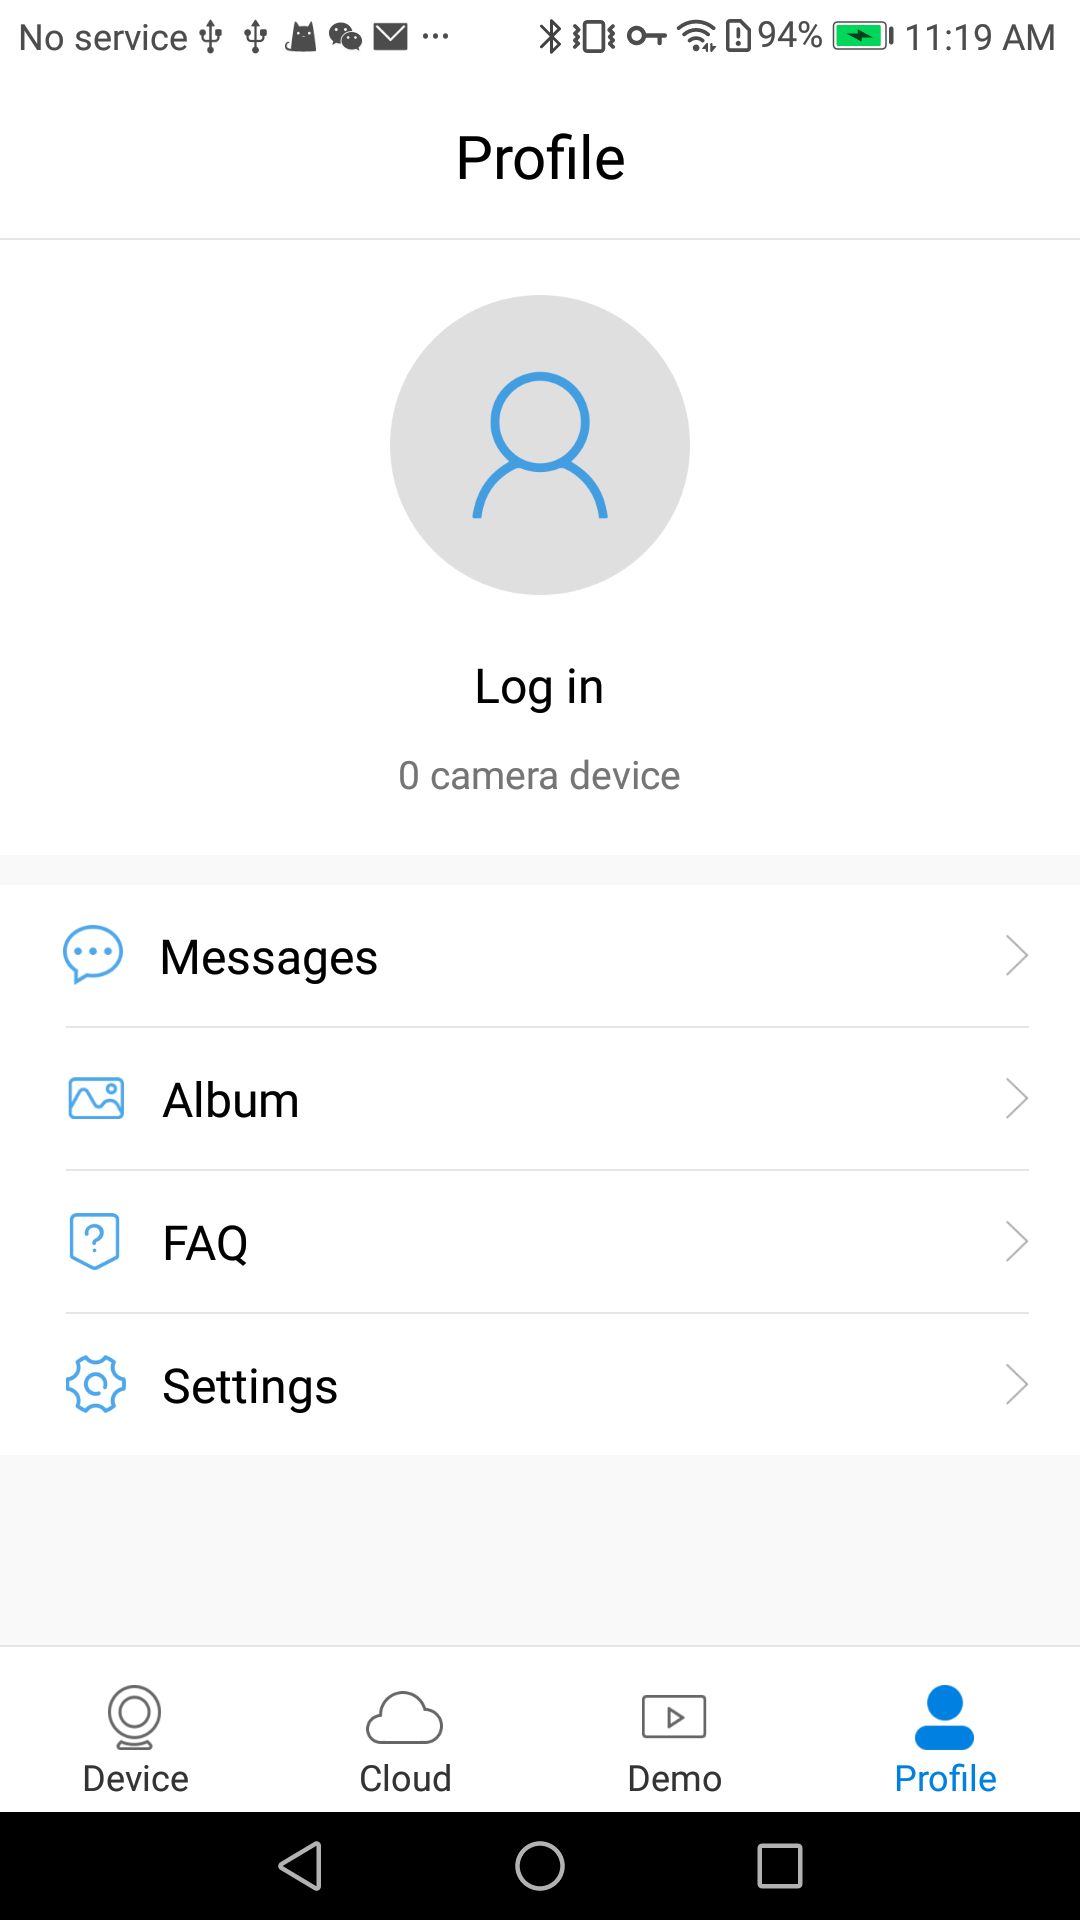 No service 94% 11:19 AM
Profile
Log in
0 camera device
Messages
Album
FAQ
Settings
Device Cloud Demo Profile